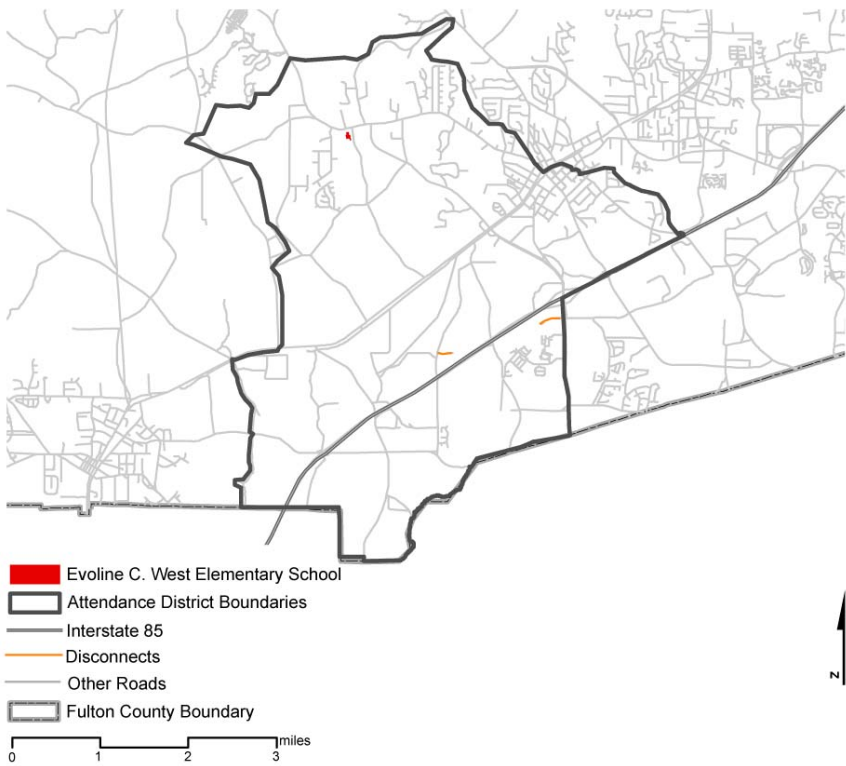 Evoline C. West Elementary School
Attendance District Boundaries
Interstate 85
Disconnects
Other Roads
Fulton County Boundary
miles
0 1 2 3
N